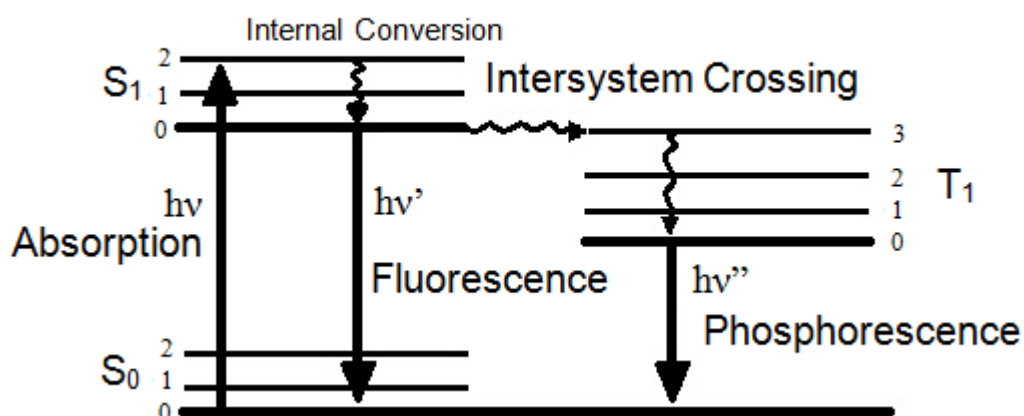 Internal Conversion
2
S₁
1
0
Intersystem Crossing
3
2
T₁
1
0
hν
hν’
Absorption
Fluorescence
hν”
Phosphorescence
2
S₀
1
0